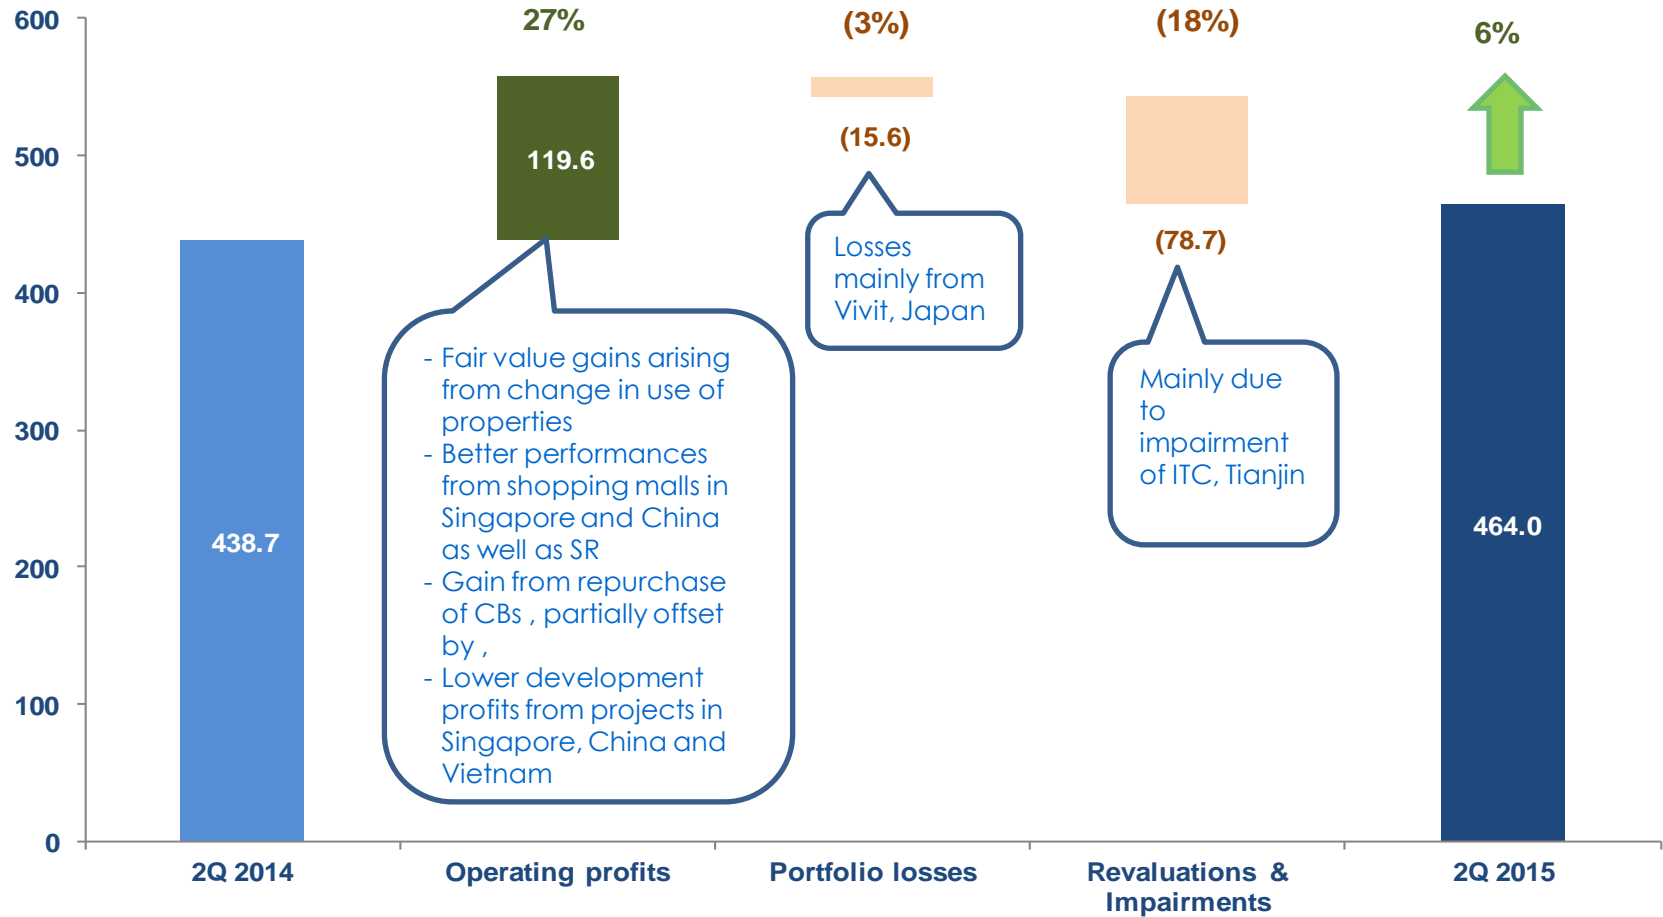 600
500
400
300
200
100
0
27%
(3%)
(18%)
6%
119.6
(15.6)
(78.7)
438.7
464.0
- Fair value gains arising
from change in use of
properties
- Better performances
from shopping malls in
Singapore and China
as well as SR
- Gain from repurchase
of CBs , partially offset
by ,
- Lower development
profits from projects in
Singapore, China and
Vietnam
Losses
mainly from
Vivit, Japan
Mainly due
to
impairment
of ITC, Tianjin
2Q 2014
Operating profits
Portfolio losses
Revaluations &
Impairments
2Q 2015